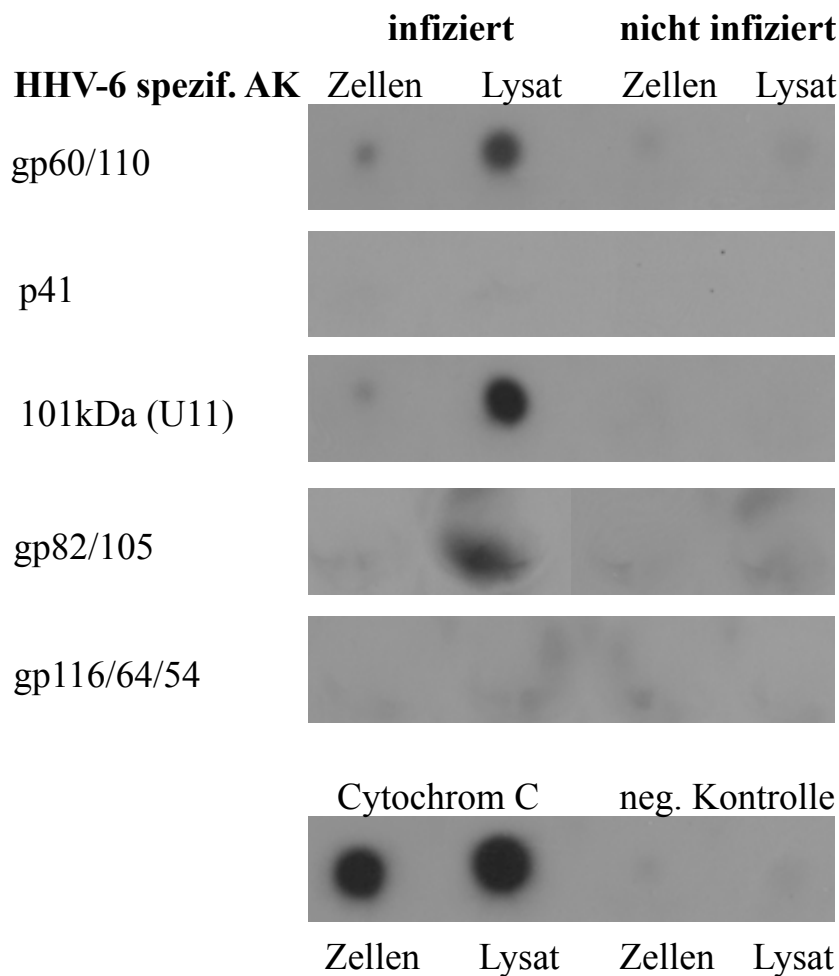 infiziert nicht infiziert
HHV-6 spezif. AK Zellen Lysat Zellen Lysat
gp60/110
p41
101kDa (U11)
gp82/105
gp116/64/54
Cytochrom C neg. Kontrolle
Zellen Lysat Zellen Lysat